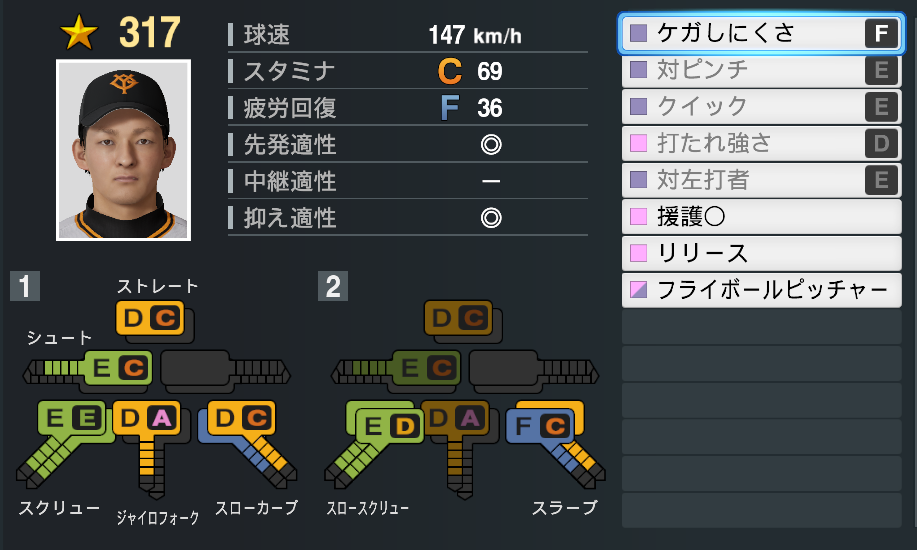 317
球速 147 km/h
スタミナ C 69
疲労回復 F 36
先発適性 ◎
中継適性 ー
抑え適性 ◎
ケガしにくさ F
対ピンチ E
クイック E
打たれ強さ D
対左打者 E
援護〇
リリース
フライボールピッチャー
1
ストレート
D C
シュート
E C
E E
D A
D C
スクリュー
ジャイロフォーク
スローカーブ
2
D C
E C
E D
D A
F C
スロースクリュー
スラーブ